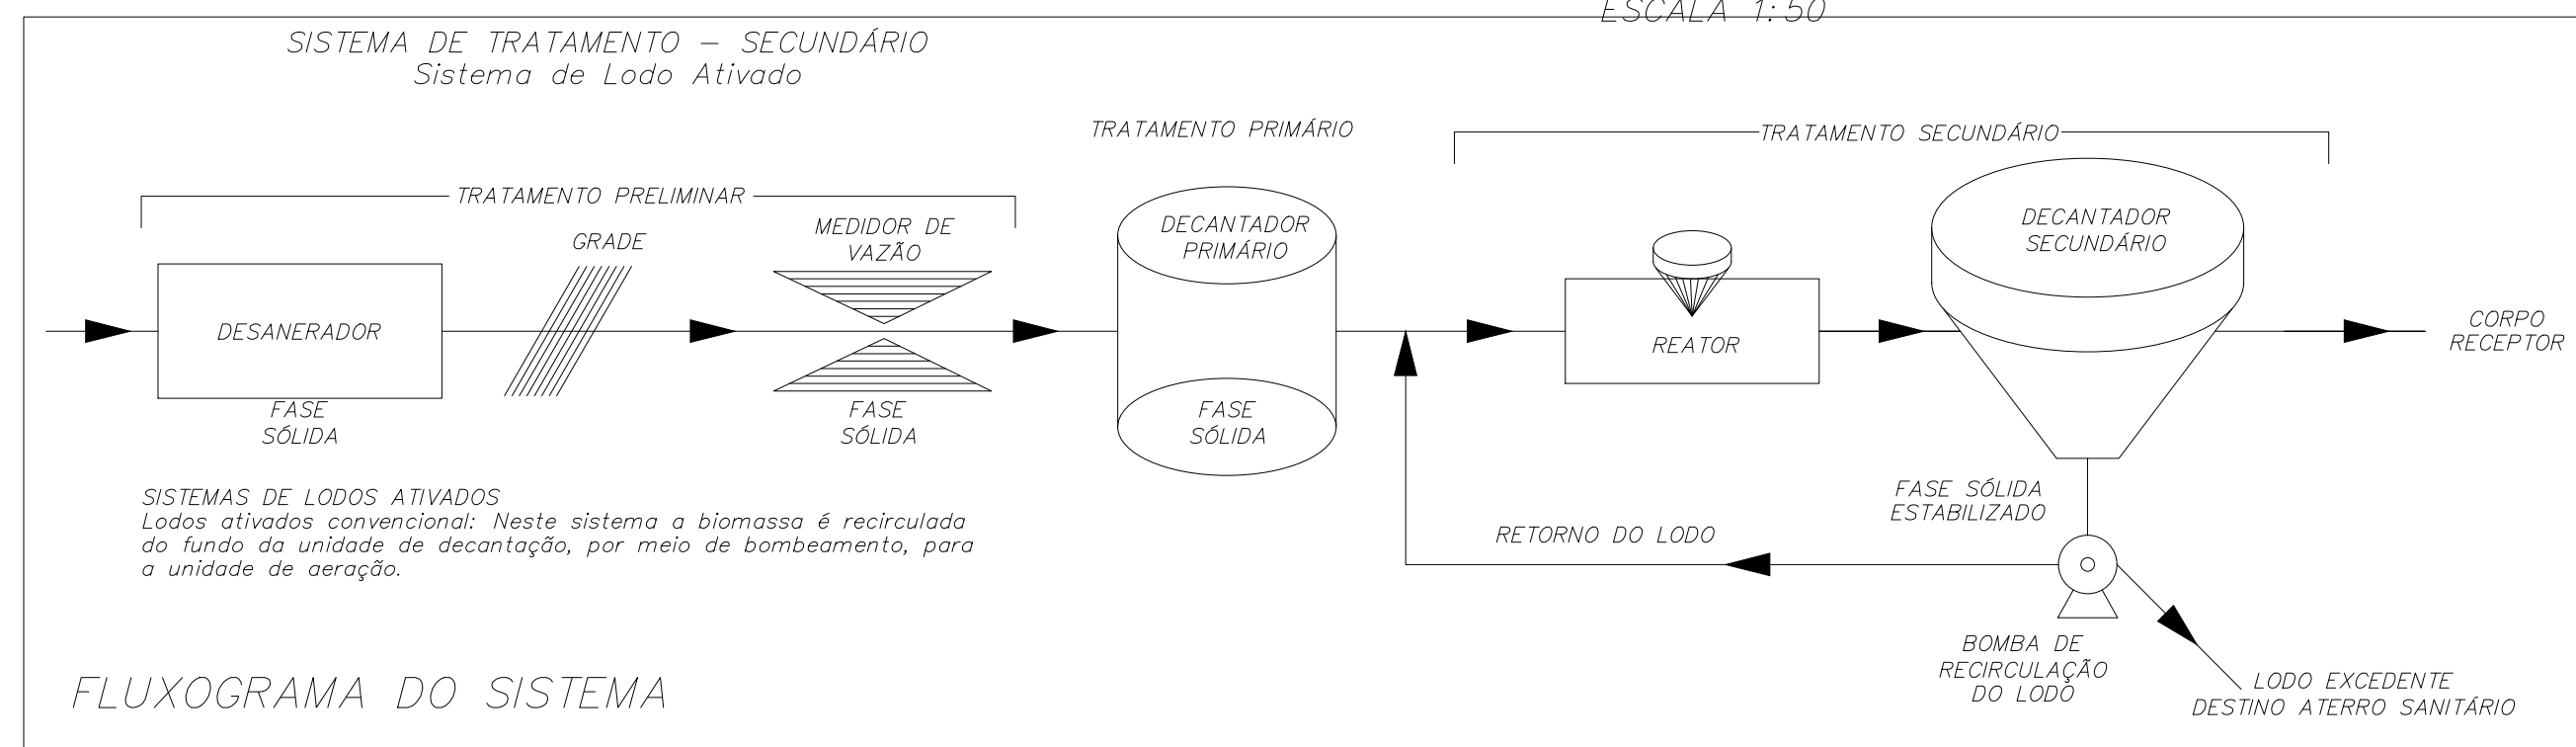 ESCALA 1:50
SISTEMA DE TRATAMENTO – SECUNDÁRIO
Sistema de Lodo Ativado
TRATAMENTO PRELIMINAR
TRATAMENTO PRIMÁRIO
TRATAMENTO SECUNDÁRIO
DESANERADOR
FASE
SÓLIDA
GRADE
MEDIDOR DE
VAZÃO
FASE
SÓLIDA
DECANTADOR
PRIMÁRIO
FASE
SÓLIDA
REATOR
DECANTADOR
SECUNDÁRIO
CORPO
RECEPTOR
FASE SÓLIDA
ESTABILIZADO
RETORNO DO LODO
BOMBA DE
RECIRCULAÇÃO
DO LODO
LODO EXCEDENTE
DESTINO ATERRO SANITÁRIO
SISTEMAS DE LODOS ATIVADOS
Lodos ativados convencional: Neste sistema a biomassa é recirculada
do fundo da unidade de decantação, por meio de bombeamento, para
a unidade de aeração.
FLUXOGRAMA DO SISTEMA